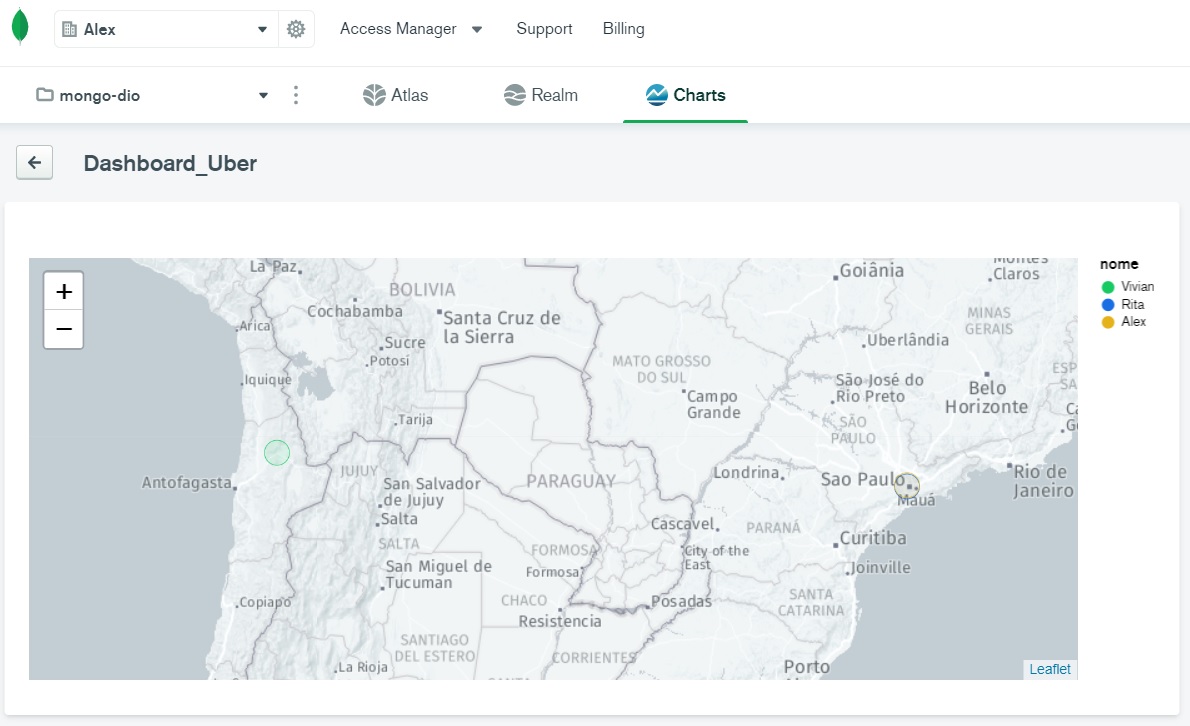 Alex
Access Manager
Support
Billing
mongo-dio
Atlas
Realm
Charts
Dashboard_Uber
+
−
nome
Vivian
Rita
Alex
La Paz
BOLIVIA
Cochabamba
Santa Cruz de
la Sierra
Arica
Sucre
Potosi
Iquique
Tarija
Antofagasta
JUJUY
San Salvador
de Jujuy
Salta
SALTA
San Miguel de
Tucuman
Copiapo
SANTIAGO
DEL ESTERO
La Rioja
PARAGUAY
FORMOSA
Formosa
CHACO
Resistencia
CORRIENTES
Posadas
City of the
East
Cascavel
PARANÁ
Londrina
MATO GROSSO
DO SUL
Campo
Grande
Goiânia
Montes
Claros
MINAS
GERAIS
Uberlândia
São José do
Rio Preto
Belo
Horizonte
SÃO
PAULO
Sao Paulo
Mauá
Rio de
Janeiro
Curitiba
Joinville
SANTA
CATARINA
Porto
Leaflet